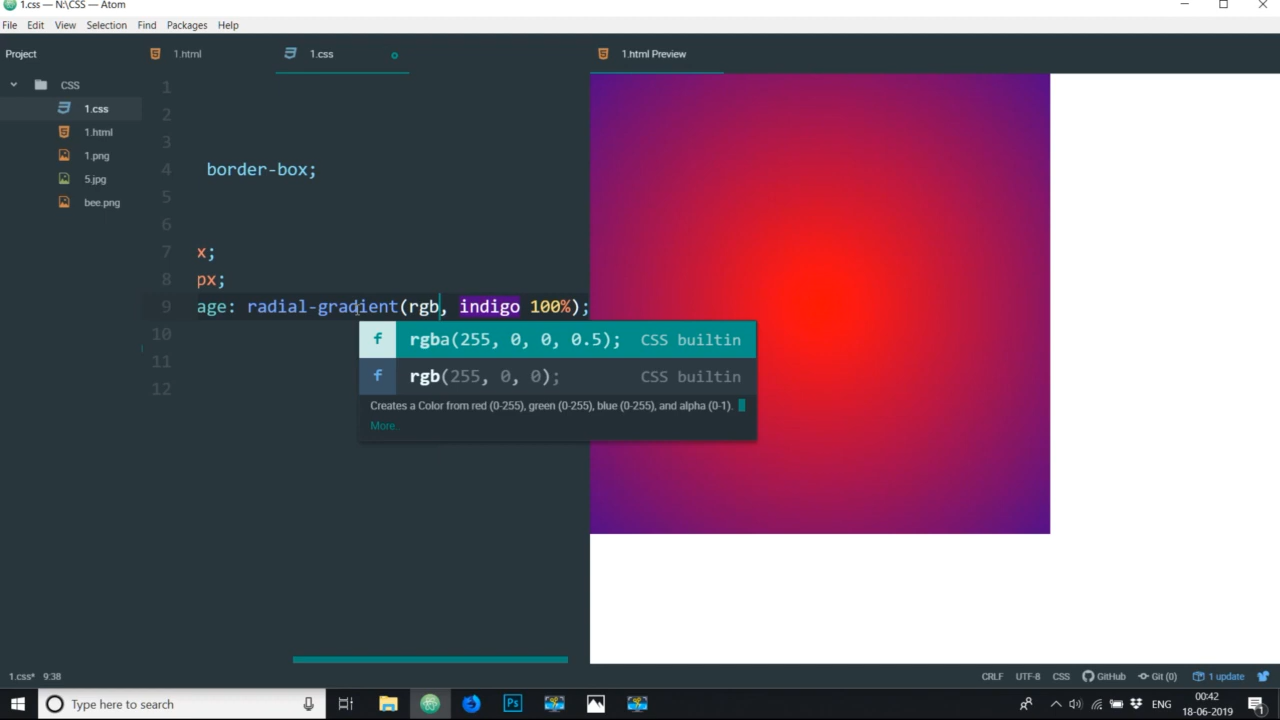 1.css — N:\CSS — Atom
File Edit View Selection Find Packages Help
Project
1.html
1.css
1.html Preview
CSS
1.css
1.html
1.png
5.jpg
bee.png
1
2
3
4 border-box;
5
6
7 x;
8 px;
9 age: radial-gradient(rgb, indigo 100%);
10
11
12
f rgba(255, 0, 0, 0.5); CSS builtin
f rgb(255, 0, 0); CSS builtin
Creates a Color from red (0-255), green (0-255), blue (0-255), and alpha (0-1).
More..
1.css* 9:38
CRLF UTF-8 CSS GitHub Git (0) 1 update
Type here to search
Ps
ENG
00:42
18-06-2019
1